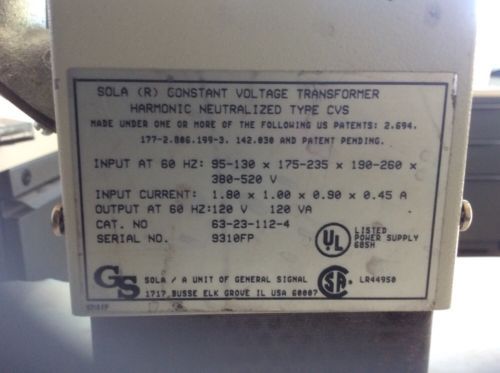 SOLA (R) CONSTANT VOLTAGE TRANSFORMER
HARMONIC NEUTRALIZED TYPE CVS
MADE UNDER ONE OR MORE OF THE FOLLOWING US PATENTS: 2.694.
177-2.806.199-3. 142.030 AND PATENT PENDING.
INPUT AT 60 HZ: 95-130 x 175-235 x 190-260 x
380-520 V
INPUT CURRENT: 1.80 x 1.00 x 0.90 x 0.45 A
OUTPUT AT 60 HZ:120 V 120 VA
CAT. NO 63-23-112-4
SERIAL NO. 9310FP
UL LISTED
POWER SUPPLY
605H
GS SOLA / A UNIT OF GENERAL SIGNAL
1717 BUSSE ELK GROVE IL USA 60007
SA LR44950